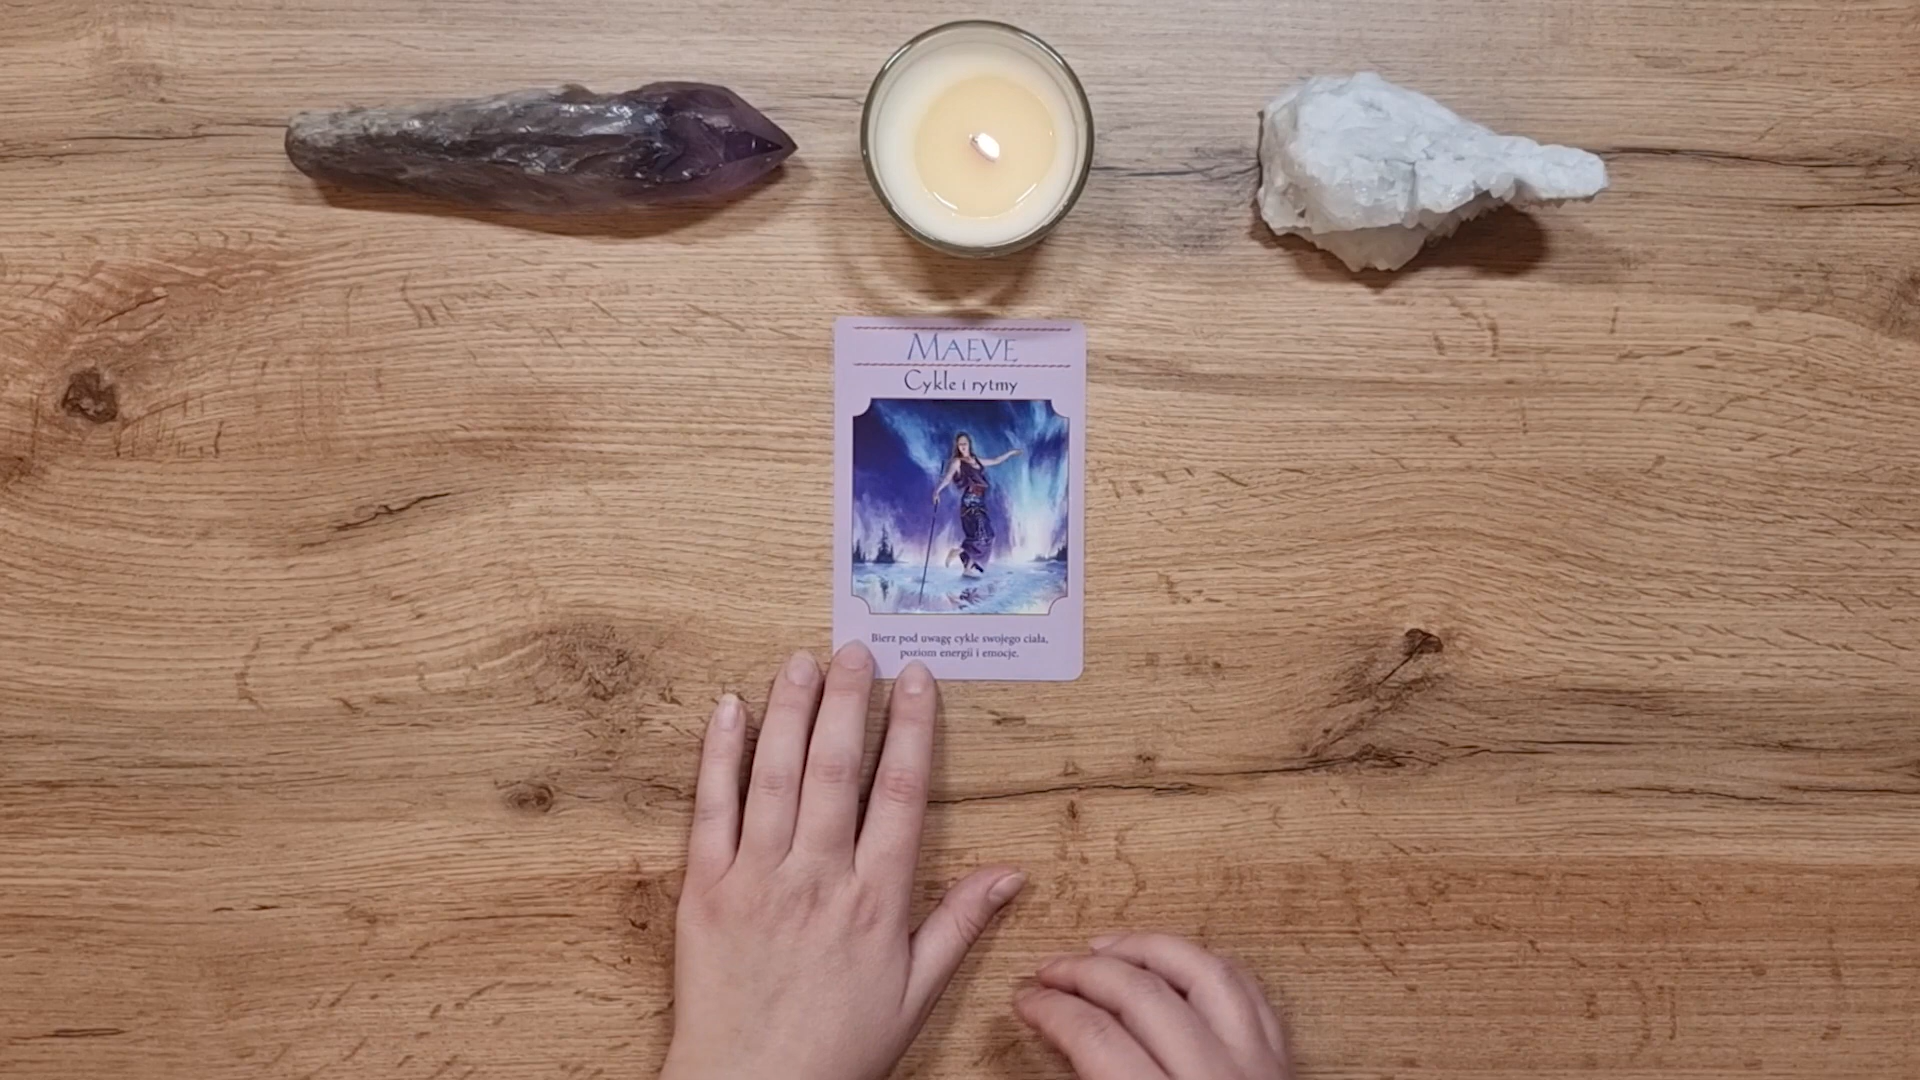 MAEVE
Cykle i rytmy
Bierz pod uwagę cykle swojego ciała,
poziom energii i emocje.